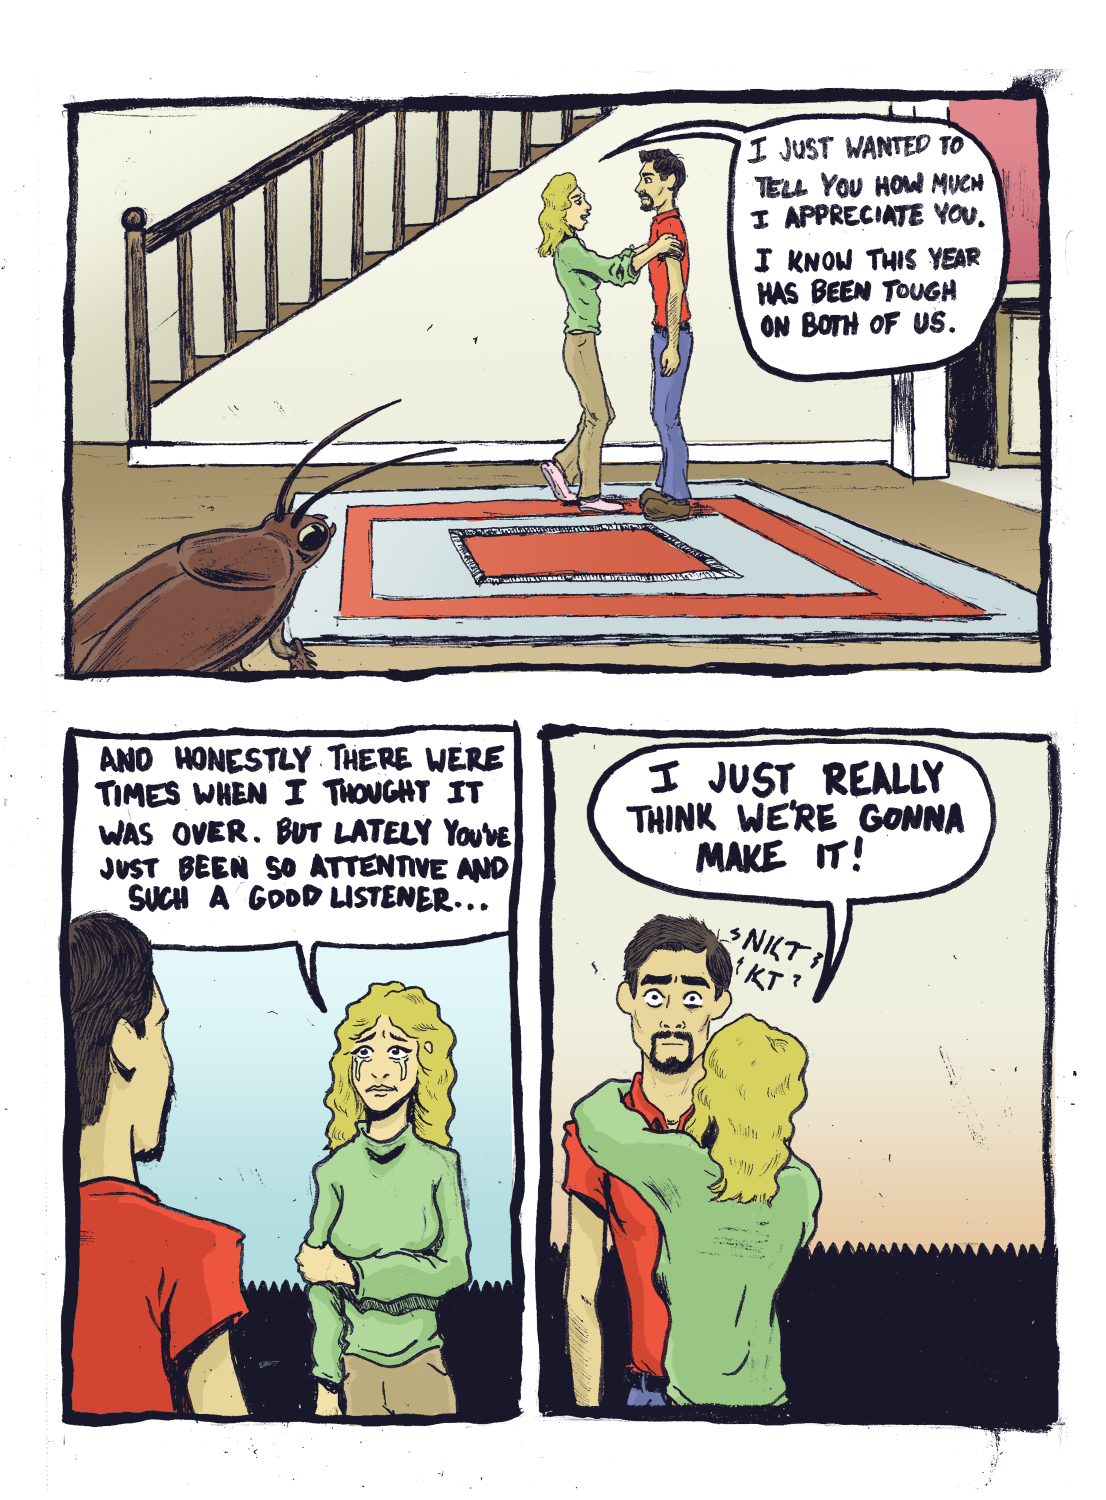 I JUST WANTED TO
TELL YOU HOW MUCH
I APPRECIATE YOU.
I KNOW THIS YEAR
HAS BEEN TOUGH
ON BOTH OF US.
AND HONESTLY THERE WERE
TIMES WHEN I THOUGHT IT
WAS OVER. BUT LATELY YOU'VE
JUST BEEN SO ATTENTIVE AND
SUCH A GOOD LISTENER...
I JUST REALLY
THINK WE'RE GONNA
MAKE IT!
SNIKT
IKT